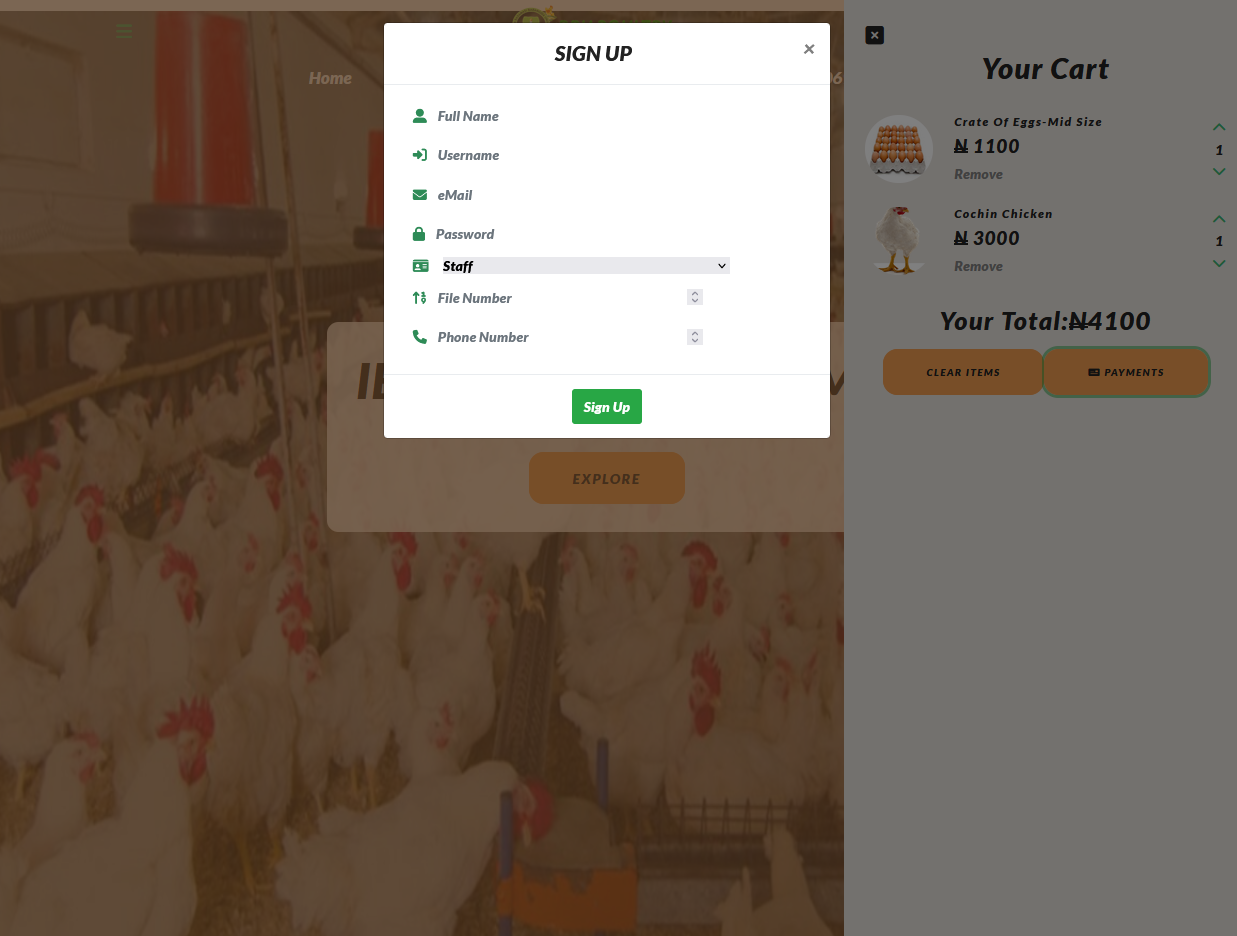 SIGN UP
×
Full Name
Username
eMail
Password
Staff
File Number
Phone Number
Sign Up
Home
EXPLORE
Your Cart
Crate Of Eggs-Mid Size
₦ 1100
Remove
1
Cochin Chicken
₦ 3000
Remove
1
Your Total:₦4100
CLEAR ITEMS
PAYMENTS